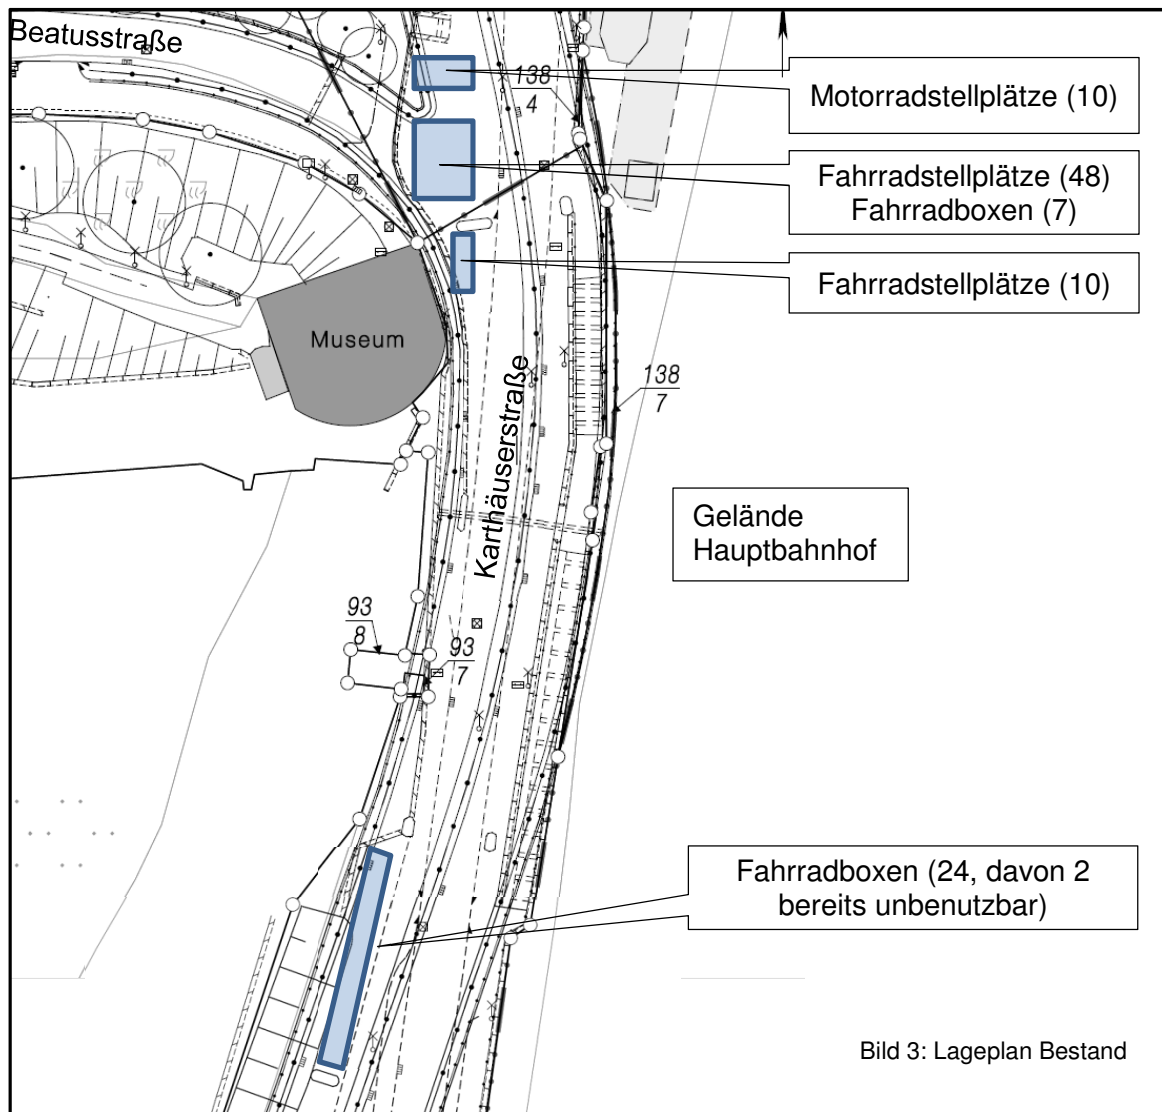 Beatusstraße
138
4
Motorradstellplätze (10)
Fahrradstellplätze (48)
Fahrradboxen (7)
Fahrradstellplätze (10)
Museum
Karthäuserstraße
138
7
Gelände
Hauptbahnhof
93
8
93
7
Fahrradboxen (24, davon 2
bereits unbenutzbar)
Bild 3: Lageplan Bestand